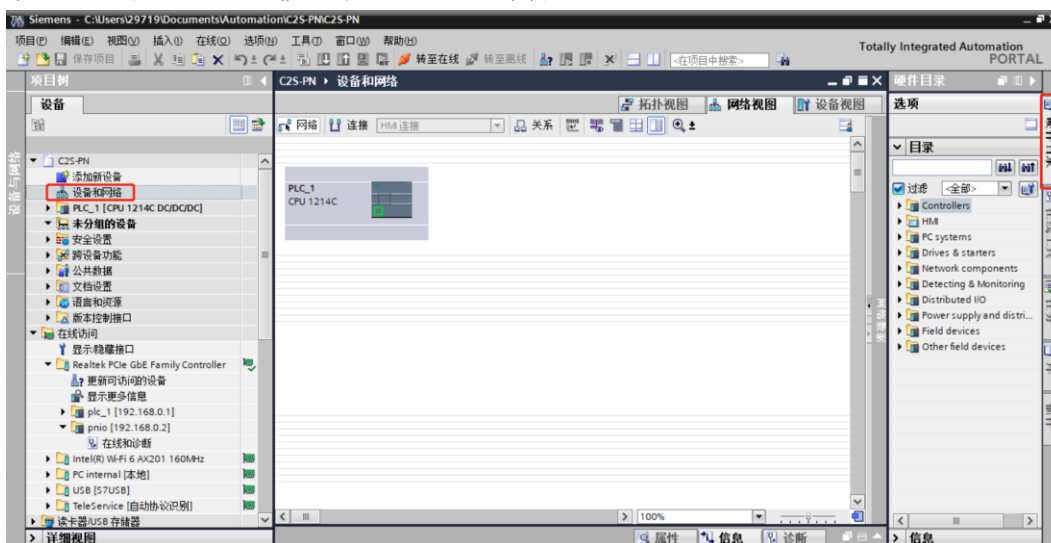 Siemens - C:\Users\29719\Documents\Automation\C2S-PN\C2S-PN
项目(P) 编辑(E) 视图(V) 插入(I) 在线(O) 选项(N) 工具(T) 窗口(W) 帮助(H)
Totally Integrated Automation
PORTAL
保存项目 转至在线 转至离线 <在项目中搜索>
项目树
C2S-PN ▸ 设备和网络
硬件目录
设备
拓扑视图 网络视图 设备视图
选项
网络 连接 HMI 连接 关系
目录
过滤 <全部>
C2S-PN
添加新设备
设备和网络
PLC_1 [CPU 1214C DC/DC/DC]
未分组的设备
安全设置
跨设备功能
公共数据
文档设置
语言和资源
版本控制接口
在线访问
显示/隐藏接口
Realtek PCIe GbE Family Controller
更新可访问的设备
显示更多信息
plc_1 [192.168.0.1]
pnio [192.168.0.2]
在线和诊断
Intel(R) Wi-Fi 6 AX201 160MHz
PC internal [本地]
USB [S7USB]
TeleService [自动协议识别]
读卡器/USB 存储器
详细视图
设备与网络
PLC_1
CPU 1214C
100%
属性 信息 诊断
Controllers
HMI
PC systems
Drives & starters
Network components
Detecting & Monitoring
Distributed I/O
Power supply and distri...
Field devices
Other field devices
信息